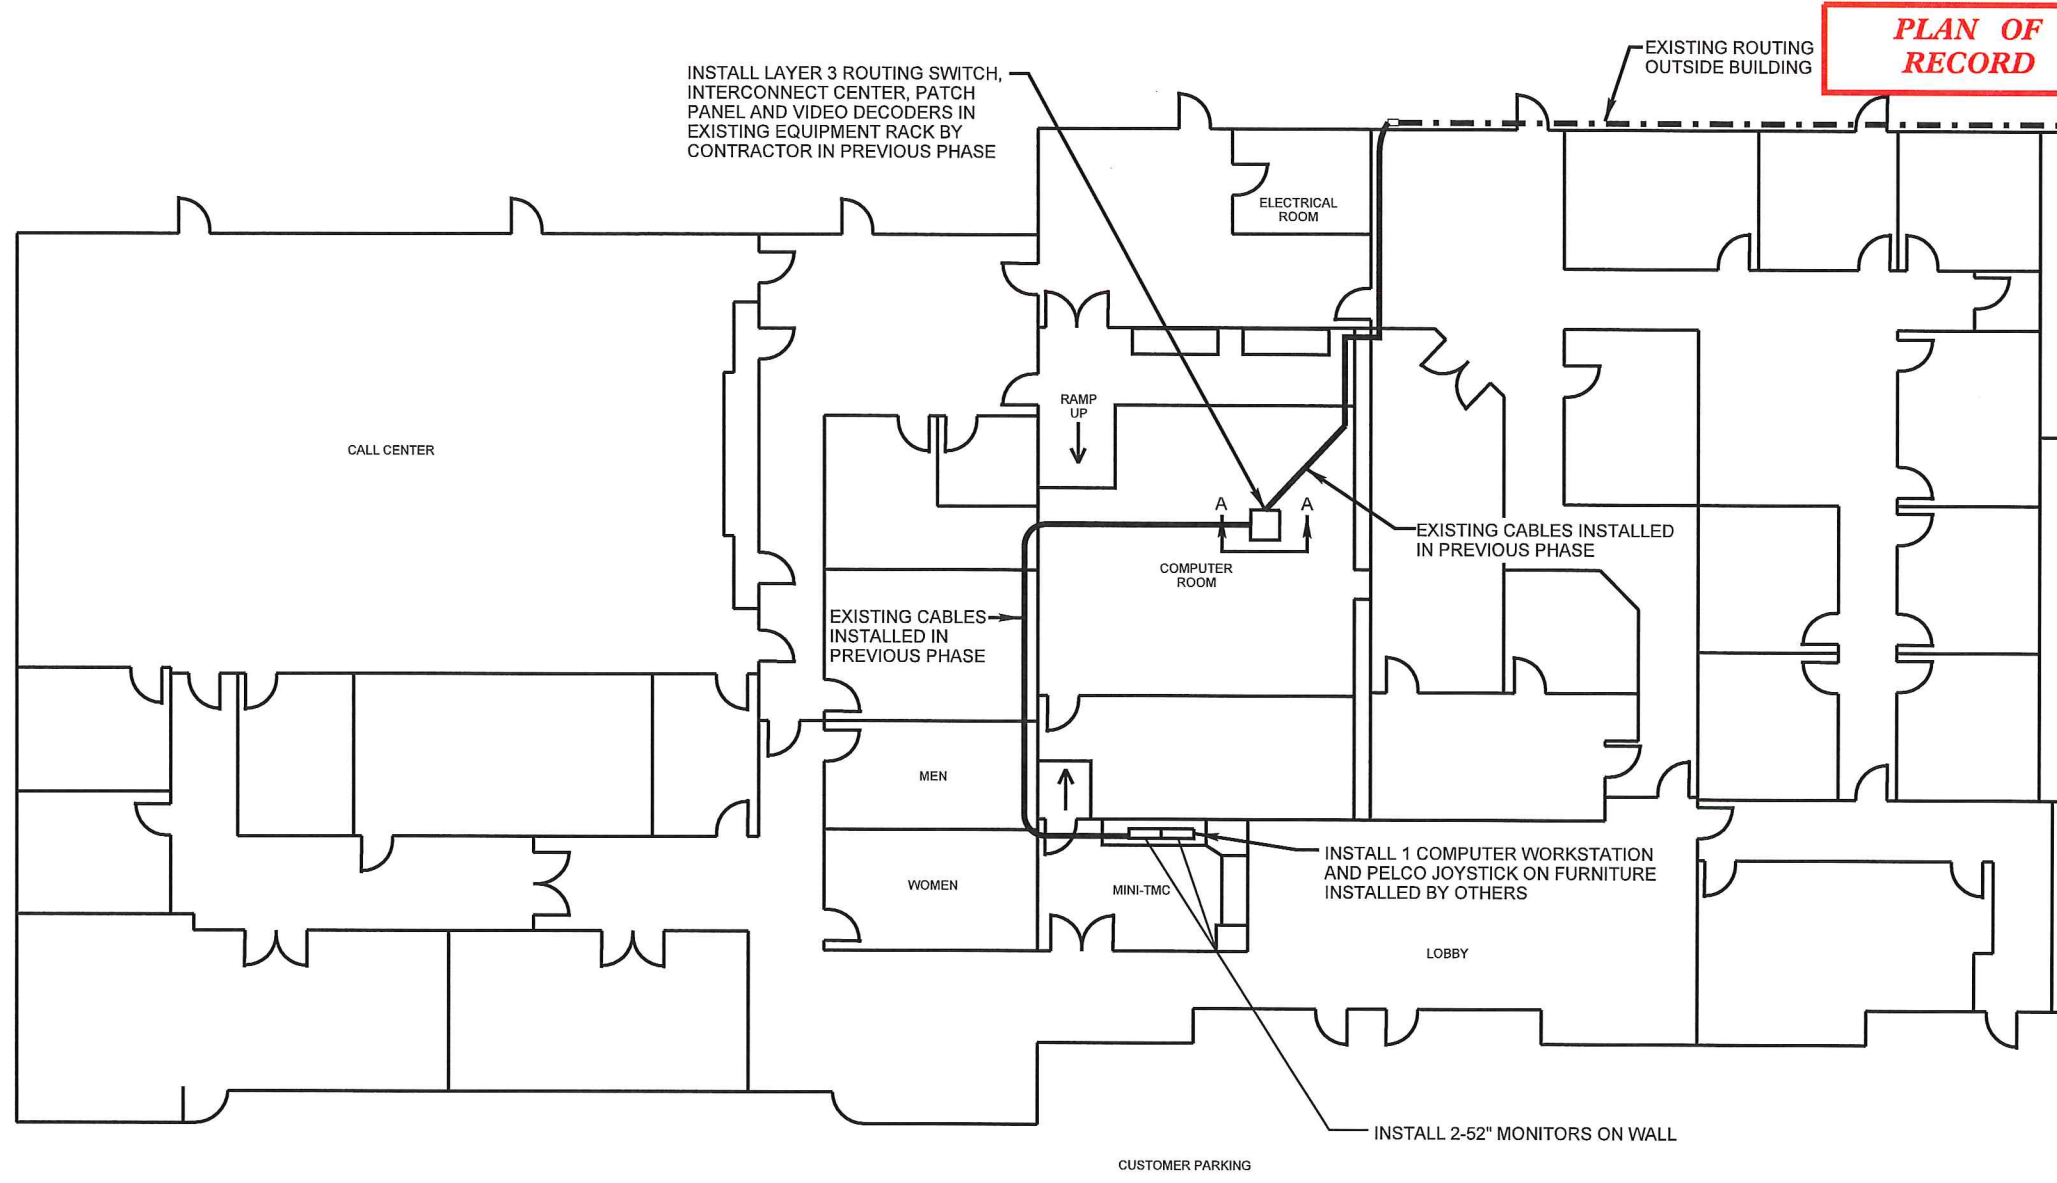 PLAN OF
RECORD
EXISTING ROUTING
OUTSIDE BUILDING
INSTALL LAYER 3 ROUTING SWITCH,
INTERCONNECT CENTER, PATCH
PANEL AND VIDEO DECODERS IN
EXISTING EQUIPMENT RACK BY
CONTRACTOR IN PREVIOUS PHASE
ELECTRICAL
ROOM
RAMP
UP
CALL CENTER
A
A
EXISTING CABLES INSTALLED
IN PREVIOUS PHASE
COMPUTER
ROOM
EXISTING CABLES
INSTALLED IN
PREVIOUS PHASE
MEN
WOMEN
MINI-TMC
INSTALL 1 COMPUTER WORKSTATION
AND PELCO JOYSTICK ON FURNITURE
INSTALLED BY OTHERS
LOBBY
INSTALL 2-52" MONITORS ON WALL
CUSTOMER PARKING